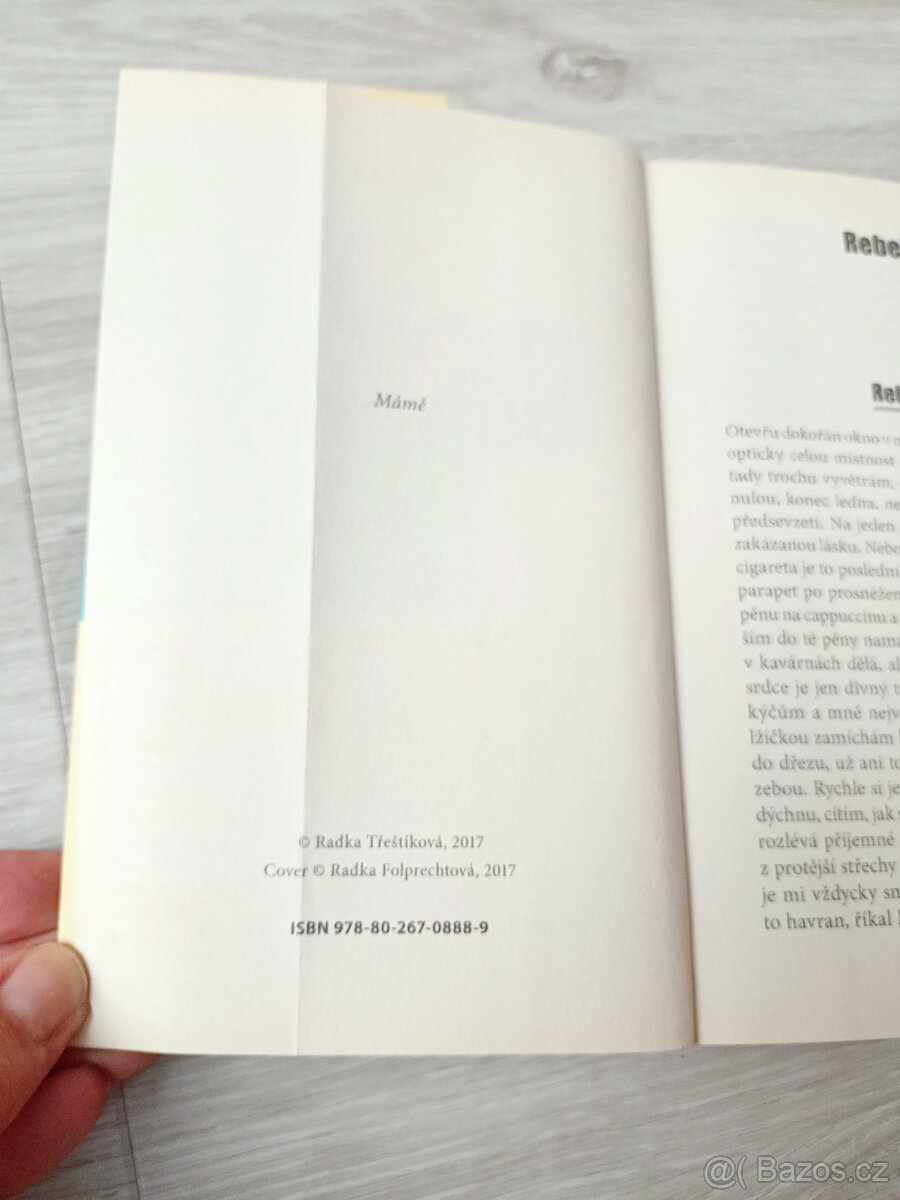 Mámě
© Radka Třeštíková, 2017
Cover © Radka Folprechtová, 2017
ISBN 978-80-267-0888-9
Rebe
Reb
Otevřu dokořán okno v
opticky celou místnost
tady trochu vyvětrám,
nulou, konec ledna, ne
předsevzetí. Na jeden
zakázanou lásku. Nebe
cigareta je to poslední
parapet po prosněžen
pěnu na cappuccinu a
ším do té pěny nama
v kavárnách dělá, al
srdce je jen divný t
kýčům a mně nejv
lžičkou zamíchám
do dřezu, už ani to
zebou. Rychle si je
dýchnu, cítím, jak s
rozlévá příjemné
z protější střechy
je mi vždycky sm
to havran, říkal
@( Bazos.cz